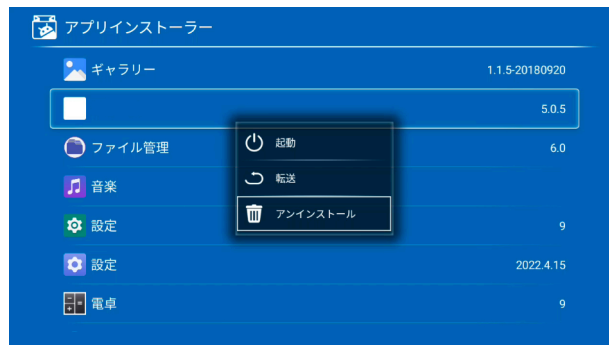 アプリインストーラー
ギャラリー 1.1.5-20180920
5.0.5
ファイル管理 6.0
音楽
設定 9
設定 2022.4.15
電卓 9
起動
転送
アンインストール